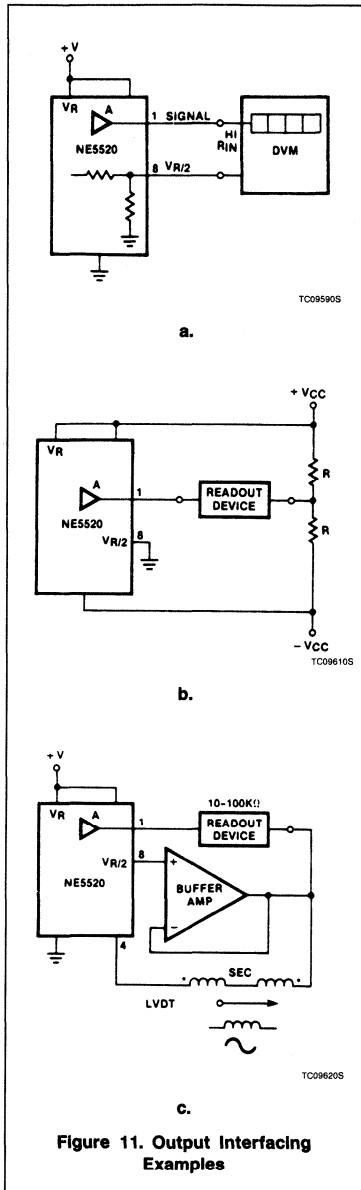 + V
VR
A
1 SIGNAL
HI
RIN
DVM
NE5520
8 VR/2
TC09590S
a.
+ VCC
VR
R
A
1
READOUT
DEVICE
NE5520
8
VR/2
R
- VCC
TC09610S
b.
+ V
10-100KΩ
VR
A
1
READOUT
DEVICE
VR/2
8
+
NE5520
BUFFER
AMP
-
4
SEC
LVDT
TC09620S
c.
Figure 11. Output Interfacing
Examples